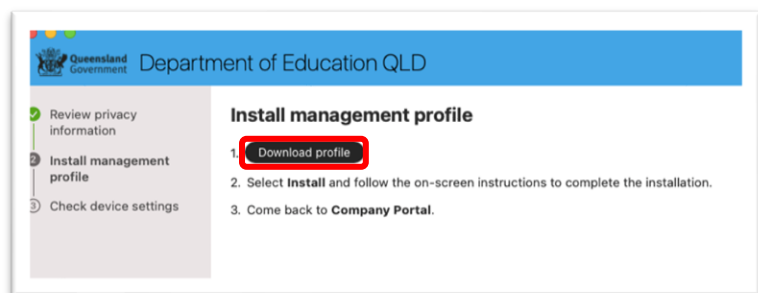 Queensland
Government
Department of Education QLD
Review privacy
information
2 Install management
profile
3 Check device settings
Install management profile
1. Download profile
2. Select Install and follow the on-screen instructions to complete the installation.
3. Come back to Company Portal.